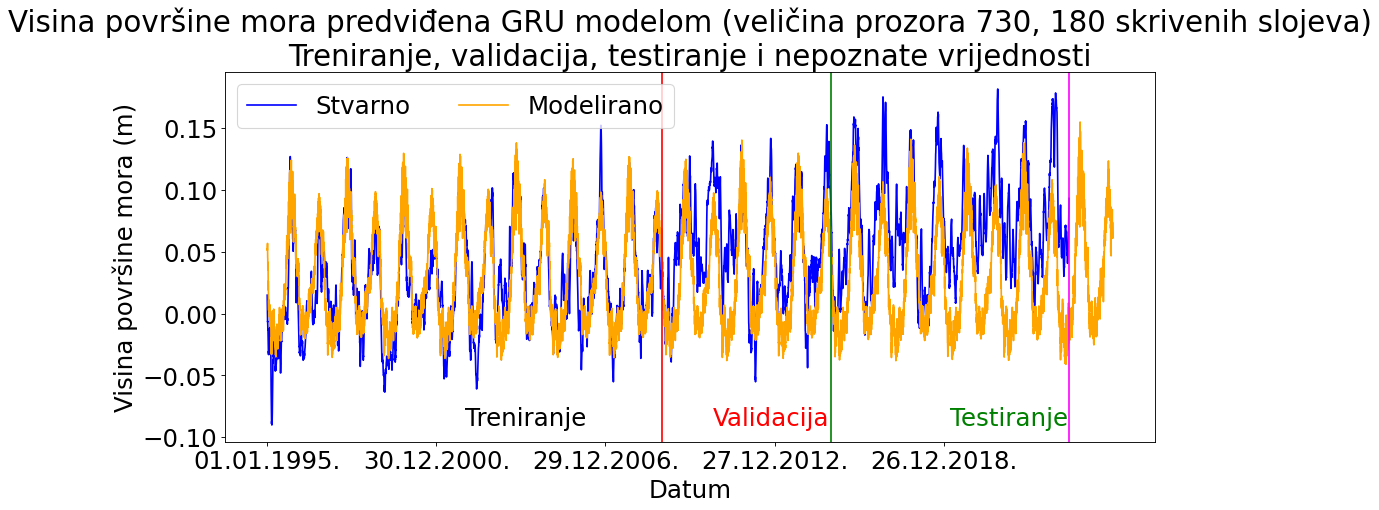 Visina površine mora predviđena GRU modelom (veličina prozora 730, 180 skrivenih slojeva)
Treniranje, validacija, testiranje i nepoznate vrijednosti
Stvarno
Modelirano
Visina površine mora (m)
0.15
0.10
0.05
0.00
−0.05
−0.10
Treniranje
Validacija
Testiranje
01.01.1995.
30.12.2000.
29.12.2006.
27.12.2012.
26.12.2018.
Datum